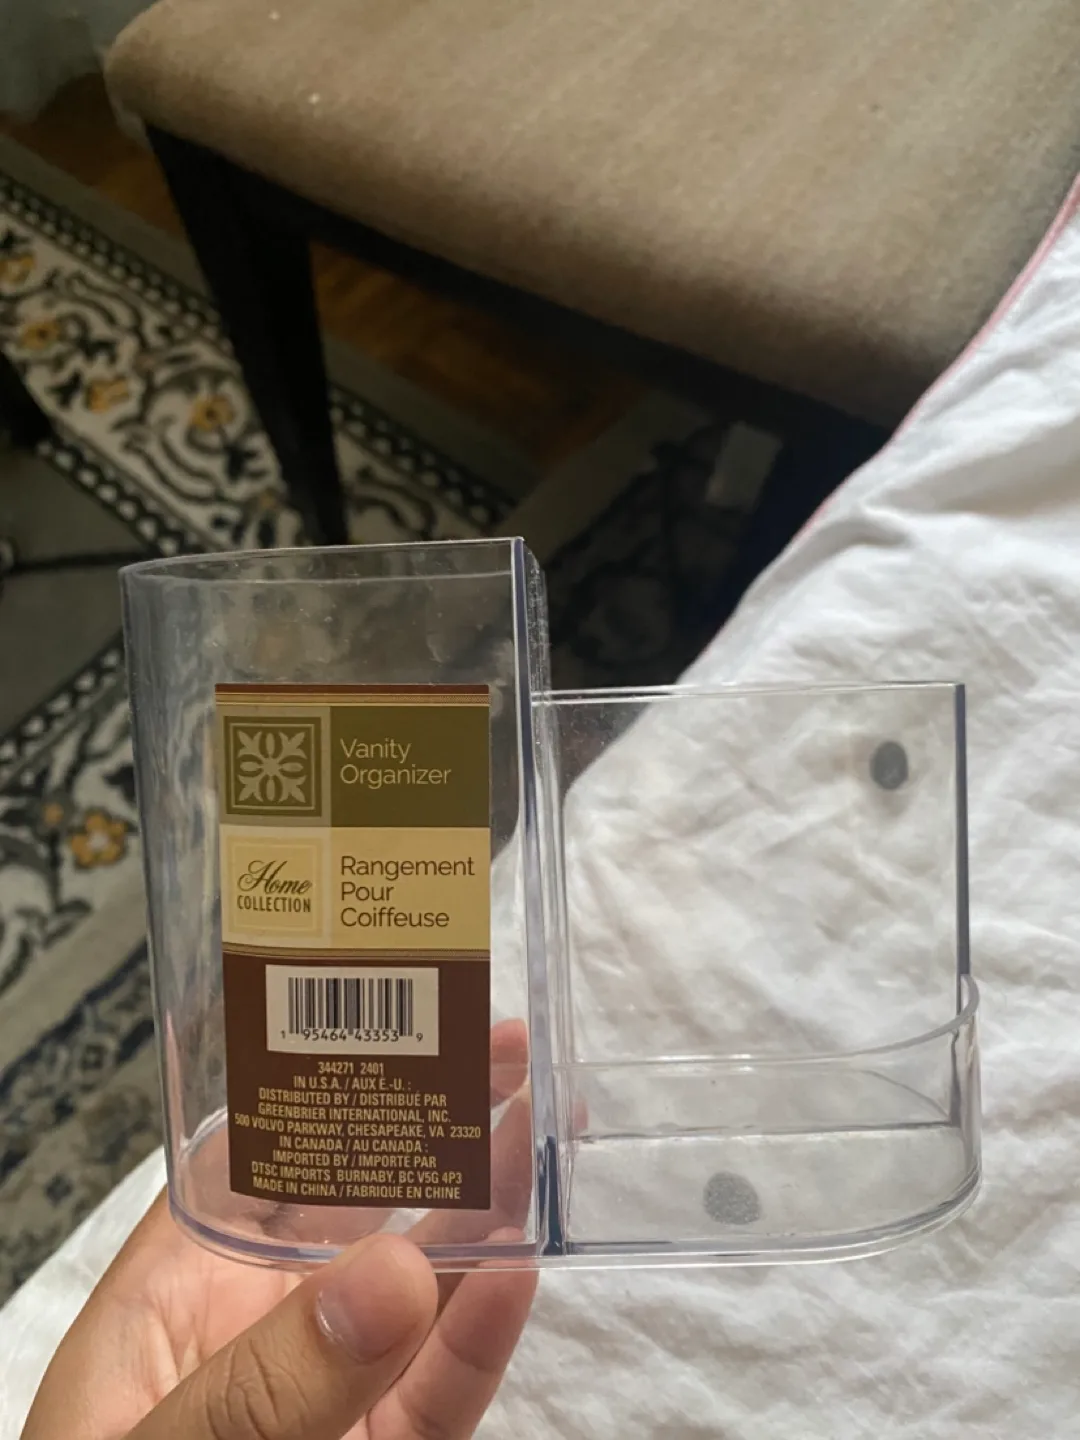 Vanity
Organizer
Home
COLLECTION
Rangement
Pour
Coiffeuse
1 95464 43353 9
344271 2401
IN U.S.A. / AUX E.-U. :
DISTRIBUTED BY / DISTRIBUÉ PAR
GREENBRIER INTERNATIONAL, INC.
500 VOLVO PARKWAY, CHESAPEAKE, VA 23320
IN CANADA / AU CANADA :
IMPORTED BY / IMPORTE PAR
DTSC IMPORTS BURNABY, BC V5G 4P3
MADE IN CHINA / FABRIQUE EN CHINE